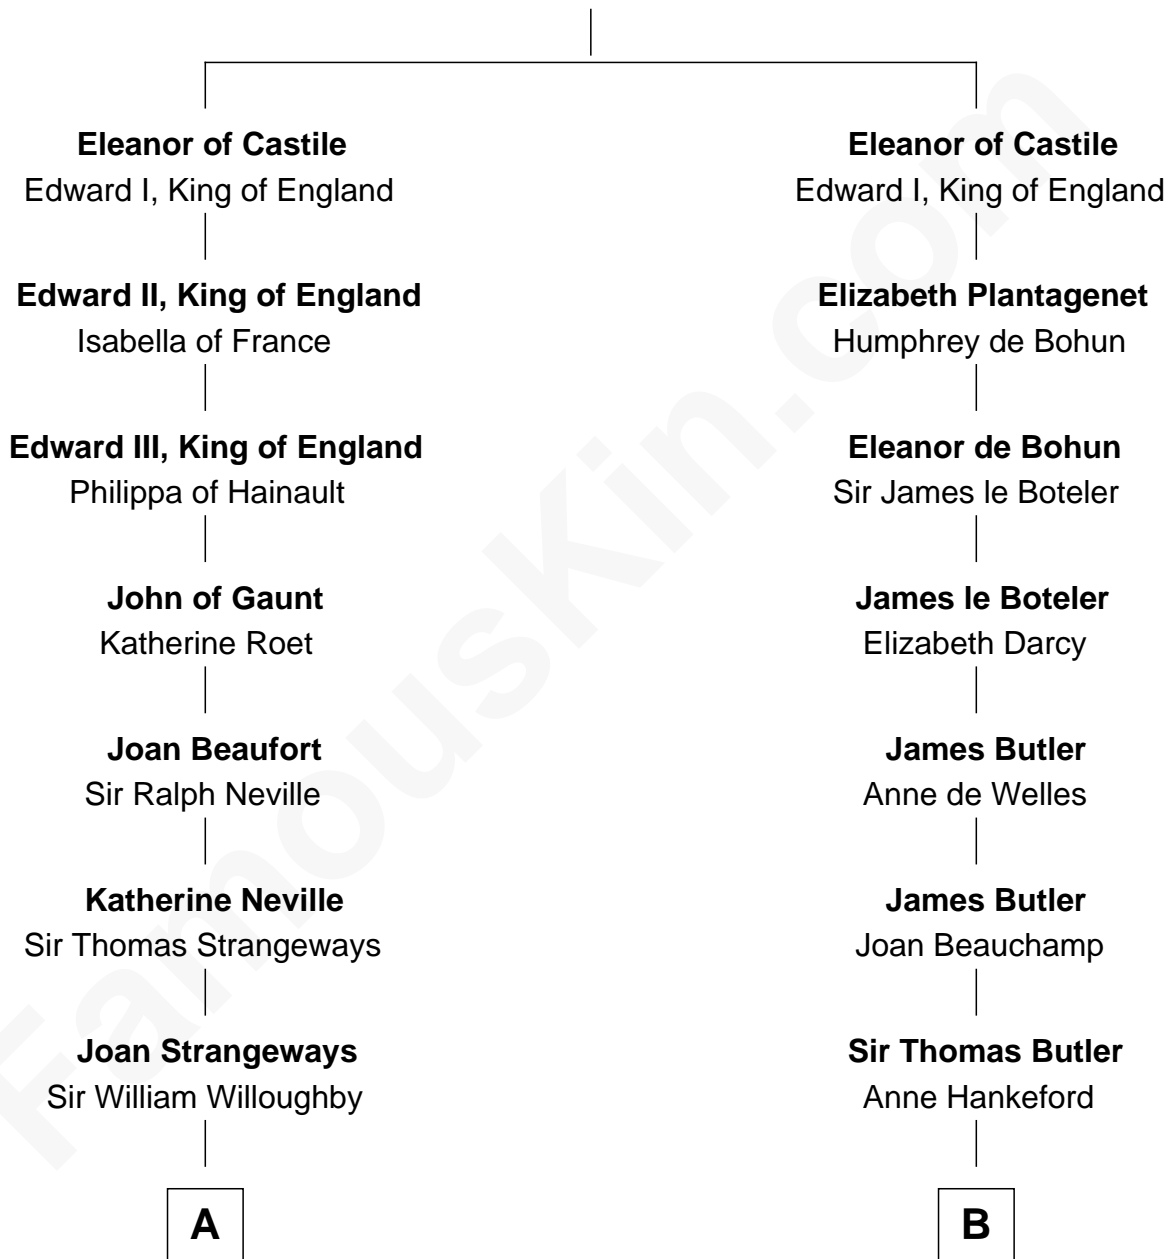 Eleanor of Castile
Edward I, King of England
Edward II, King of England
Isabella of France
Edward III, King of England
Philippa of Hainault
John of Gaunt
Katherine Roet
Joan Beaufort
Sir Ralph Neville
Katherine Neville
Sir Thomas Strangeways
Joan Strangeways
Sir William Willoughby
A
Eleanor of Castile
Edward I, King of England
Elizabeth Plantagenet
Humphrey de Bohun
Eleanor de Bohun
Sir James le Boteler
James le Boteler
Elizabeth Darcy
James Butler
Anne de Welles
James Butler
Joan Beauchamp
Sir Thomas Butler
Anne Hankeford
B
FamousKin.com